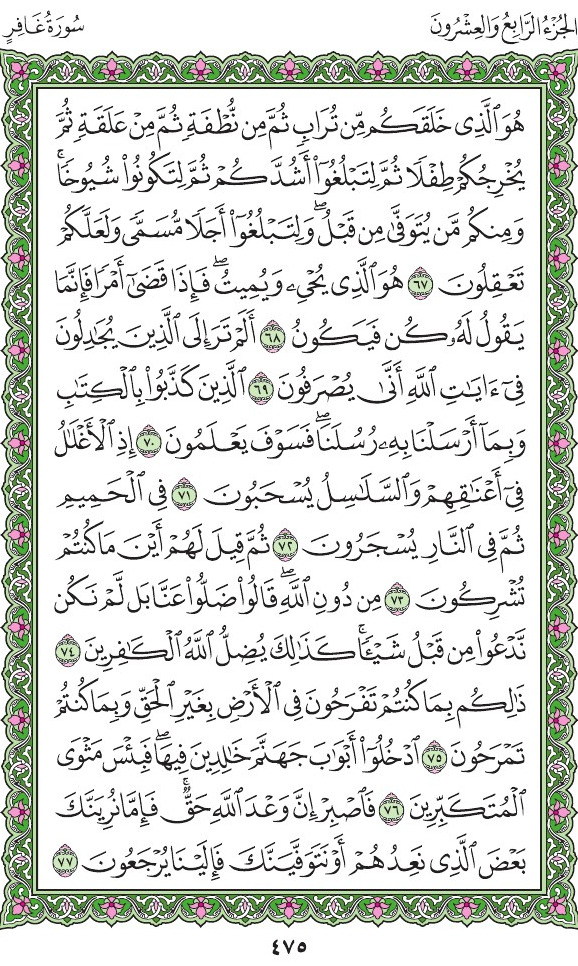 الجزء الرابع والعشرون
سورة غافر
هُوَ ٱلَّذِى خَلَقَكُم مِّن تُرَابٖ ثُمَّ مِن نُّطۡفَةٖ ثُمَّ مِنۡ عَلَقَةٖ ثُمَّ
يُخۡرِجُكُمۡ طِفۡلٗا ثُمَّ لِتَبۡلُغُوٓاْ أَشُدَّكُمۡ ثُمَّ لِتَكُونُواْ شُيُوخٗاۚ
وَمِنكُم مَّن يُتَوَفَّىٰ مِن قَبۡلُۖ وَلِتَبۡلُغُوٓاْ أَجَلٗا مُّسَمّٗى وَلَعَلَّكُمۡ
تَعۡقِلُونَ ٦٧ هُوَ ٱلَّذِى يُحۡيِۦ وَيُمِيتُۖ فَإِذَا قَضَىٰٓ أَمۡرٗا فَإِنَّمَا
يَقُولُ لَهُۥ كُن فَيَكُونُ ٦٨ أَلَمۡ تَرَ إِلَى ٱلَّذِينَ يُجَٰدِلُونَ
فِىٓ ءَايَٰتِ ٱللَّهِ أَنَّىٰ يُصۡرَفُونَ ٦٩ ٱلَّذِينَ كَذَّبُواْ بِٱلۡكِتَٰبِ
وَبِمَآ أَرۡسَلۡنَا بِهِۦ رُسُلَنَاۖ فَسَوۡفَ يَعۡلَمُونَ ٧٠ إِذِ ٱلۡأَغۡلَٰلُ
فِىٓ أَعۡنَٰقِهِمۡ وَٱلسَّلَٰسِلُ يُسۡحَبُونَ ٧١ فِى ٱلۡحَمِيمِ
ثُمَّ فِى ٱلنَّارِ يُسۡجَرُونَ ٧٢ ثُمَّ قِيلَ لَهُمۡ أَيۡنَ مَا كُنتُمۡ
تُشۡرِكُونَ ٧٣ مِن دُونِ ٱللَّهِۖ قَالُواْ ضَلُّواْ عَنَّا بَل لَّمۡ نَكُن
نَّدۡعُواْ مِن قَبۡلُ شَيۡـٔٗاۚ كَذَٰلِكَ يُضِلُّ ٱللَّهُ ٱلۡكَٰفِرِينَ ٧٤
ذَٰلِكُم بِمَا كُنتُمۡ تَفۡرَحُونَ فِى ٱلۡأَرۡضِ بِغَيۡرِ ٱلۡحَقِّ وَبِمَا كُنتُمۡ
تَمۡرَحُونَ ٧٥ ٱدۡخُلُوٓاْ أَبۡوَٰبَ جَهَنَّمَ خَٰلِدِينَ فِيهَاۖ فَبِئۡسَ مَثۡوَى
ٱلۡمُتَكَبِّرِينَ ٧٦ فَٱصۡبِرۡ إِنَّ وَعۡدَ ٱللَّهِ حَقّٞۚ فَإِمَّا نُرِيَنَّكَ
بَعۡضَ ٱلَّذِى نَعِدُهُمۡ أَوۡ نَتَوَفَّيَنَّكَ فَإِلَيۡنَا يُرۡجَعُونَ ٧٧
٤٧٥